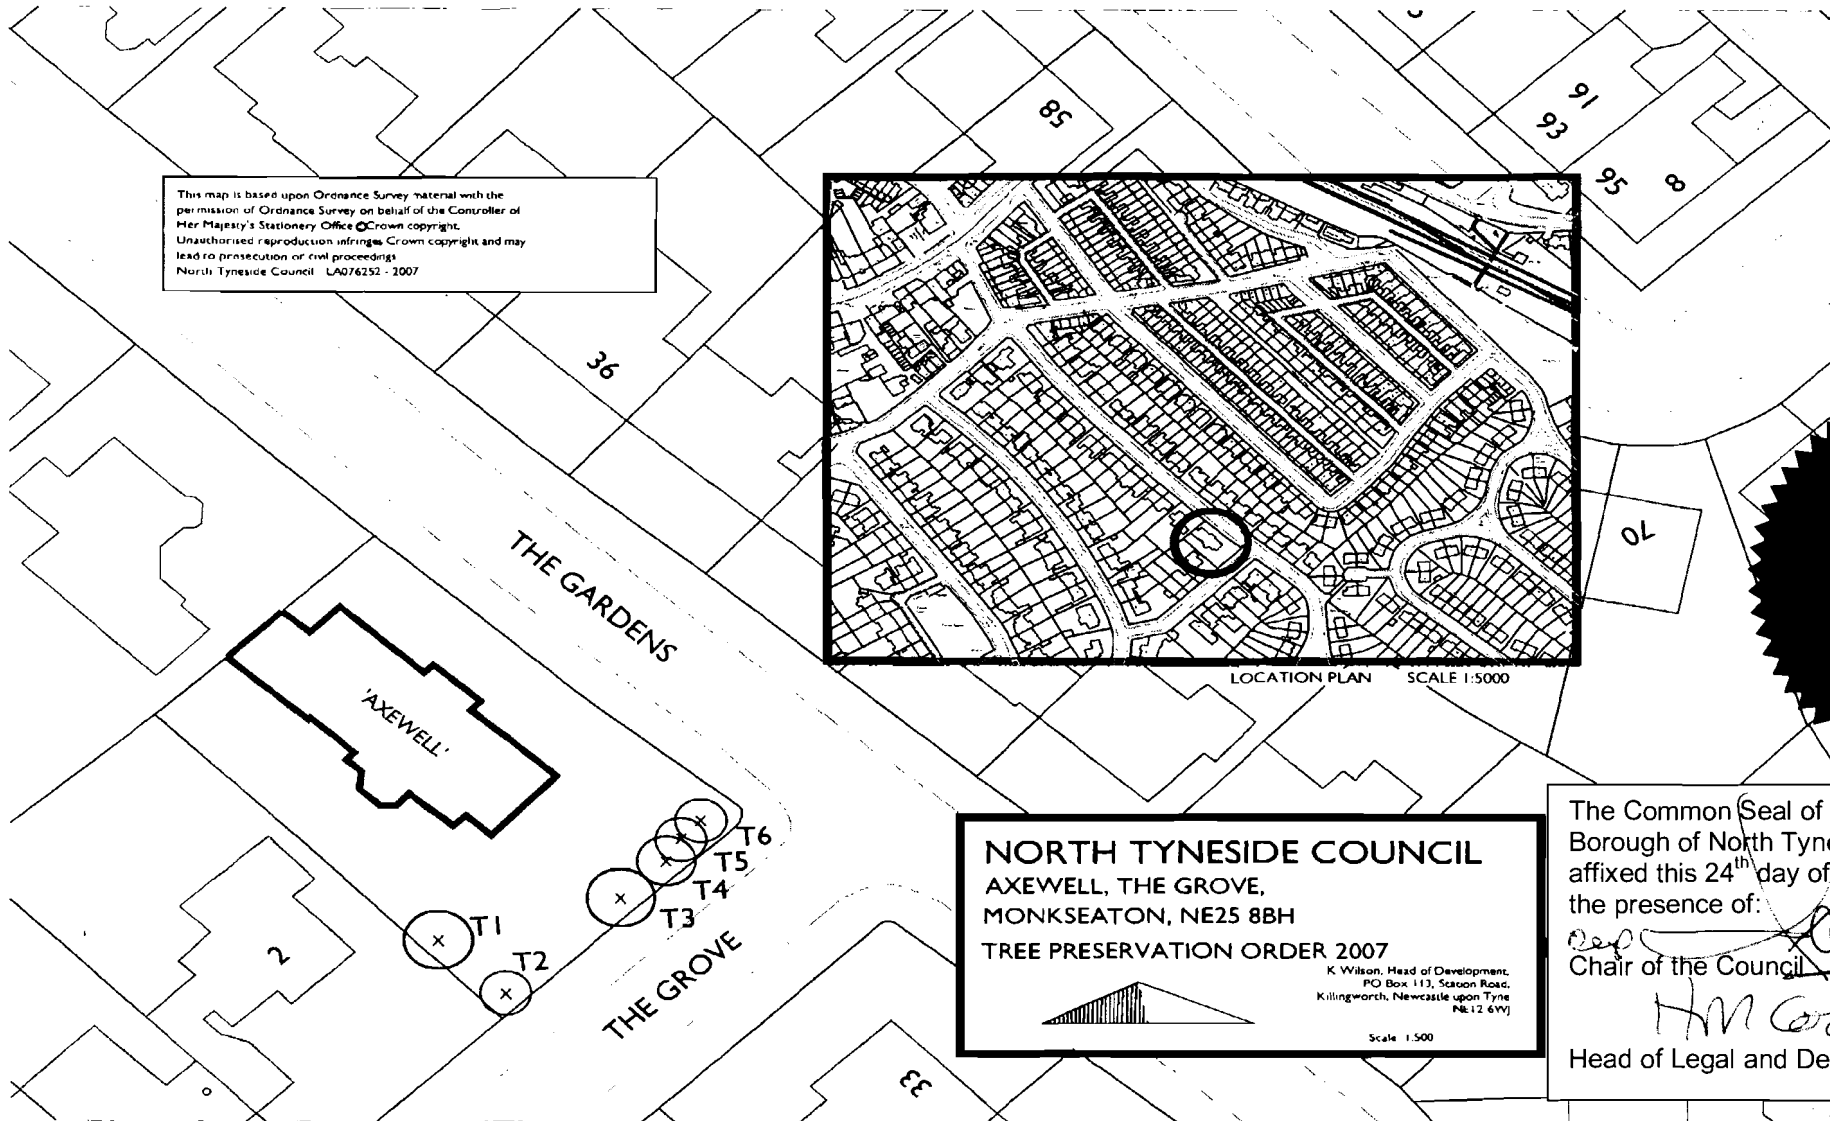 58
91
93
95
8
This map is based upon Ordnance Survey material with the
permission of Ordnance Survey on behalf of the Controller of
Her Majesty's Stationery Office © Crown copyright.
Unauthorised reproduction infringes Crown copyright and may
lead to prosecution or civil proceedings
North Tyneside Council LA076252 - 2007
36
THE GARDENS
70
LOCATION PLAN SCALE 1:5000
'AXEWELL'
T6
T5
T4
T3
T1
T2
2
THE GROVE
33
NORTH TYNESIDE COUNCIL
AXEWELL, THE GROVE,
MONKSEATON, NE25 8BH
TREE PRESERVATION ORDER 2007
K Wilson, Head of Development,
PO Box 113, Station Road,
Killingworth, Newcastle upon Tyne
NE12 6WJ
Scale 1:500
The Common Seal of
Borough of North Tyne
affixed this 24th day of
the presence of:
Chair of the Council
Head of Legal and De